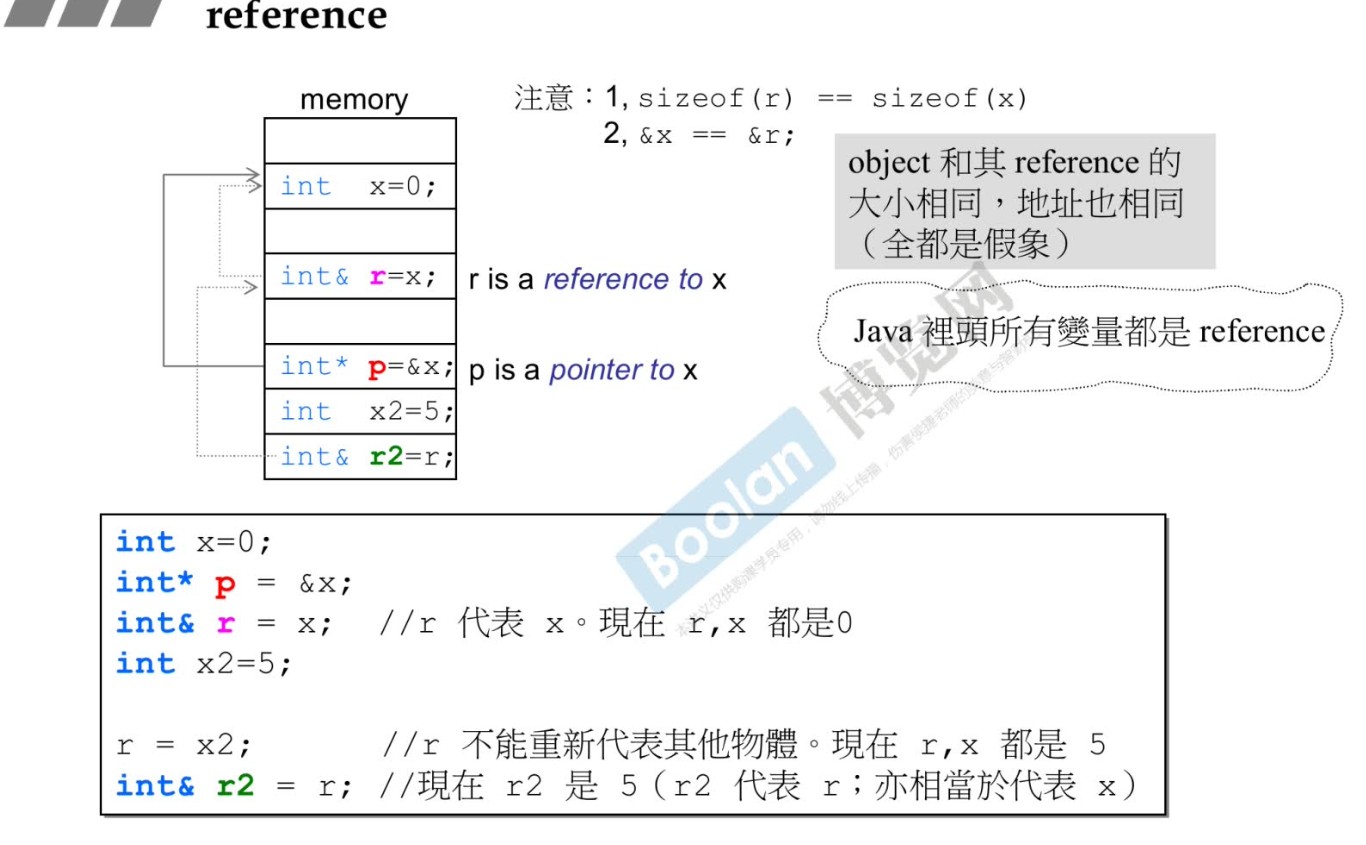 reference
memory
注意：1, sizeof(r) == sizeof(x)
2, &x == &r;
object 和其 reference 的
大小相同，地址也相同
（全都是假象）
int x=0;
int& r=x;
r is a reference to x
Java 裡頭所有變量都是 reference
int* p=&x;
p is a pointer to x
int x2=5;
int& r2=r;
Boolan 博览网
int x=0;
int* p = &x;
int& r = x; //r 代表 x。現在 r,x 都是0
int x2=5;
r = x2; //r 不能重新代表其他物體。現在 r,x 都是 5
int& r2 = r; //現在 r2 是 5（r2 代表 r；亦相當於代表 x）